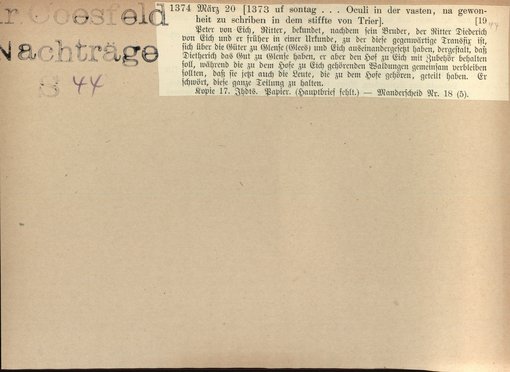 r Coesfeld
Nachträge
44
1374 März 20 [1373 uf sontag . . . Oculi in der vasten, na gewon-
heit zu schriben in dem stiffte von Trier]. [19
Peter von Eich, Ritter, bekundet, nachdem sein Bruder, der Ritter Diederich
von Eich und er früher in einer Urkunde, zu der diese gegenwärtige Transfix ist,
sich über die Güter zu Glense (Glees) und Eich auseinandergesetzt haben, dergestalt, daß
Dietherich das Gut zu Glense haben, er aber den Hof zu Eich mit Zubehör behalten
soll, während die zu dem Hofe zu Eich gehörenden Waldungen gemeinsam verbleiben
sollten, daß sie jetzt auch die Leute, die zu dem Hofe gehören, geteilt haben. Er
schwört, diese ganze Teilung zu halten.
Kopie 17. Jhdts. Papier. (Hauptbrief fehlt.) — Manderscheid Nr. 18 (5).